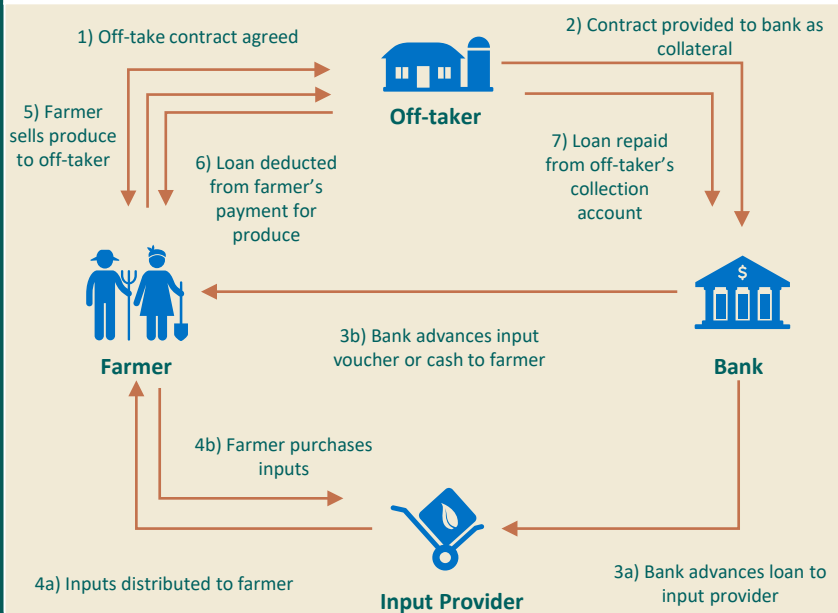 1) Off-take contract agreed
2) Contract provided to bank as
collateral
Off-taker
5) Farmer
sells produce
to off-taker
6) Loan deducted
from farmer’s
payment for
produce
7) Loan repaid
from off-taker’s
collection
account
$
3b) Bank advances input
voucher or cash to farmer
Farmer
Bank
4b) Farmer purchases
inputs
4a) Inputs distributed to farmer
Input Provider
3a) Bank advances loan to
input provider